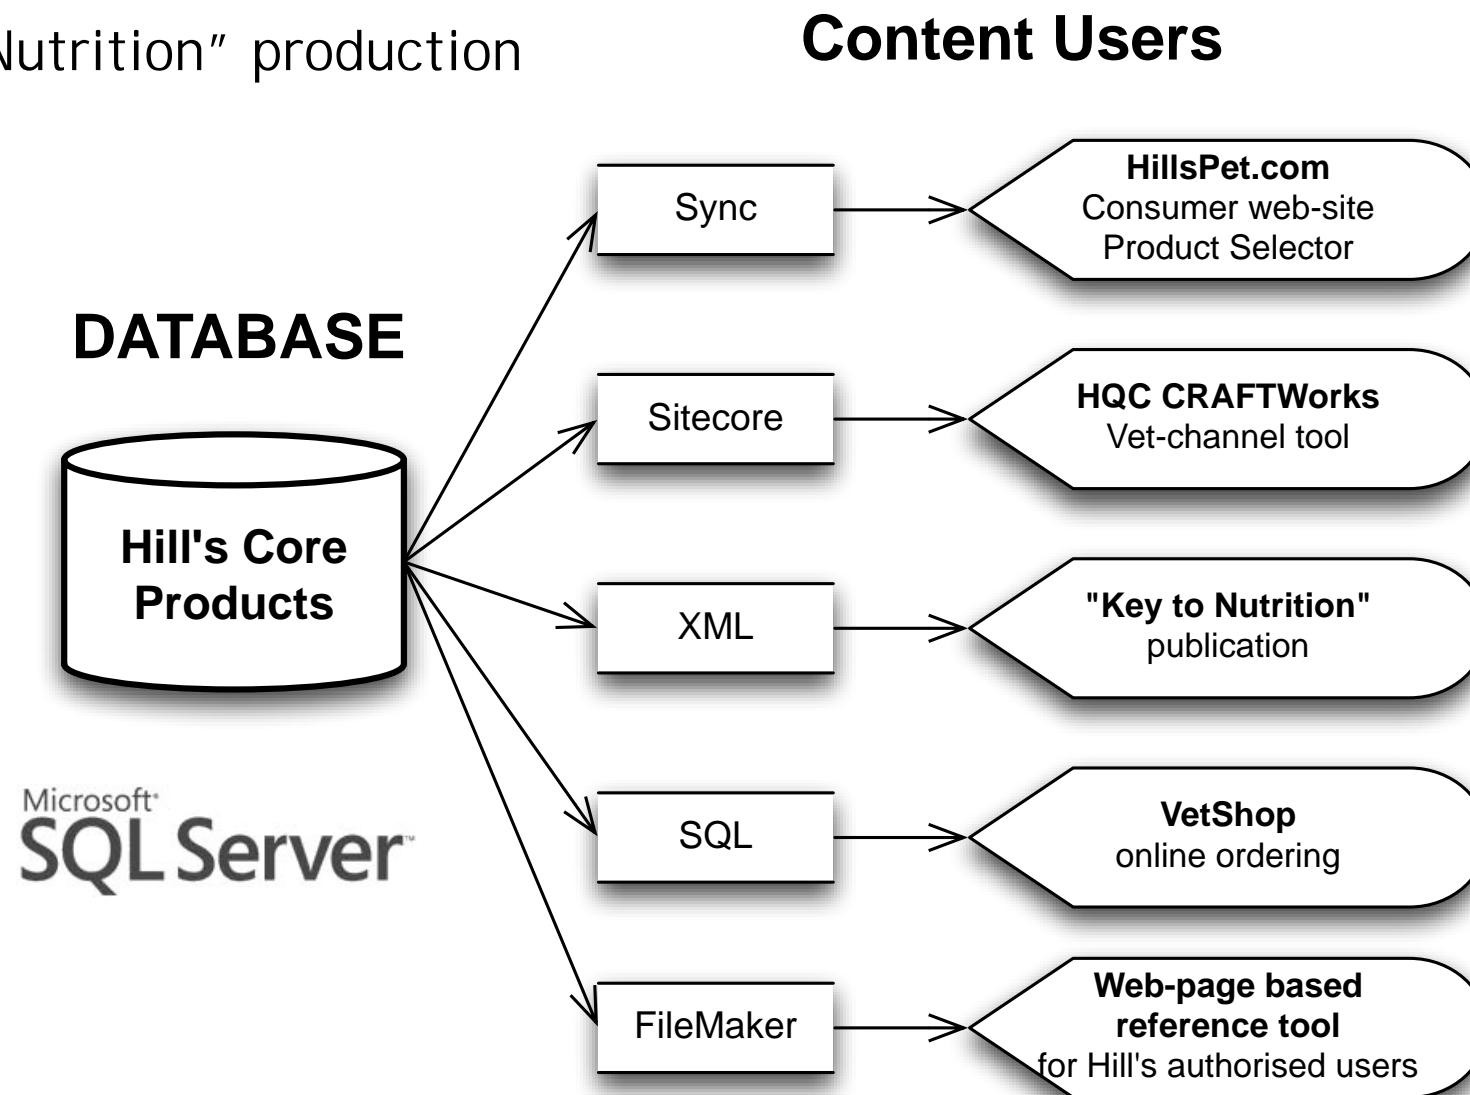 Nutrition” production
Content Users
DATABASE
Hill's Core
Products
Microsoft®
SQL Server™
Sync
HillsPet.com
Consumer web-site
Product Selector
Sitecore
HQC CRAFTWorks
Vet-channel tool
XML
"Key to Nutrition"
publication
SQL
VetShop
online ordering
FileMaker
Web-page based
reference tool
for Hill's authorised users